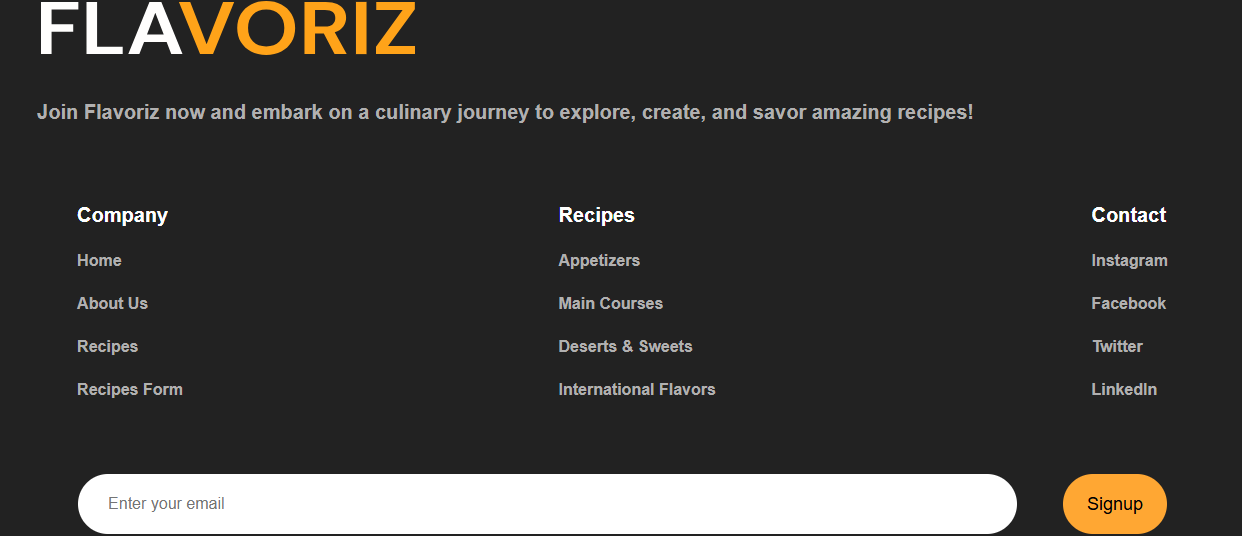 FLAVORIZ
Join Flavoriz now and embark on a culinary journey to explore, create, and savor amazing recipes!
Company
Home
About Us
Recipes
Recipes Form
Recipes
Appetizers
Main Courses
Deserts & Sweets
International Flavors
Contact
Instagram
Facebook
Twitter
LinkedIn
Enter your email
Signup